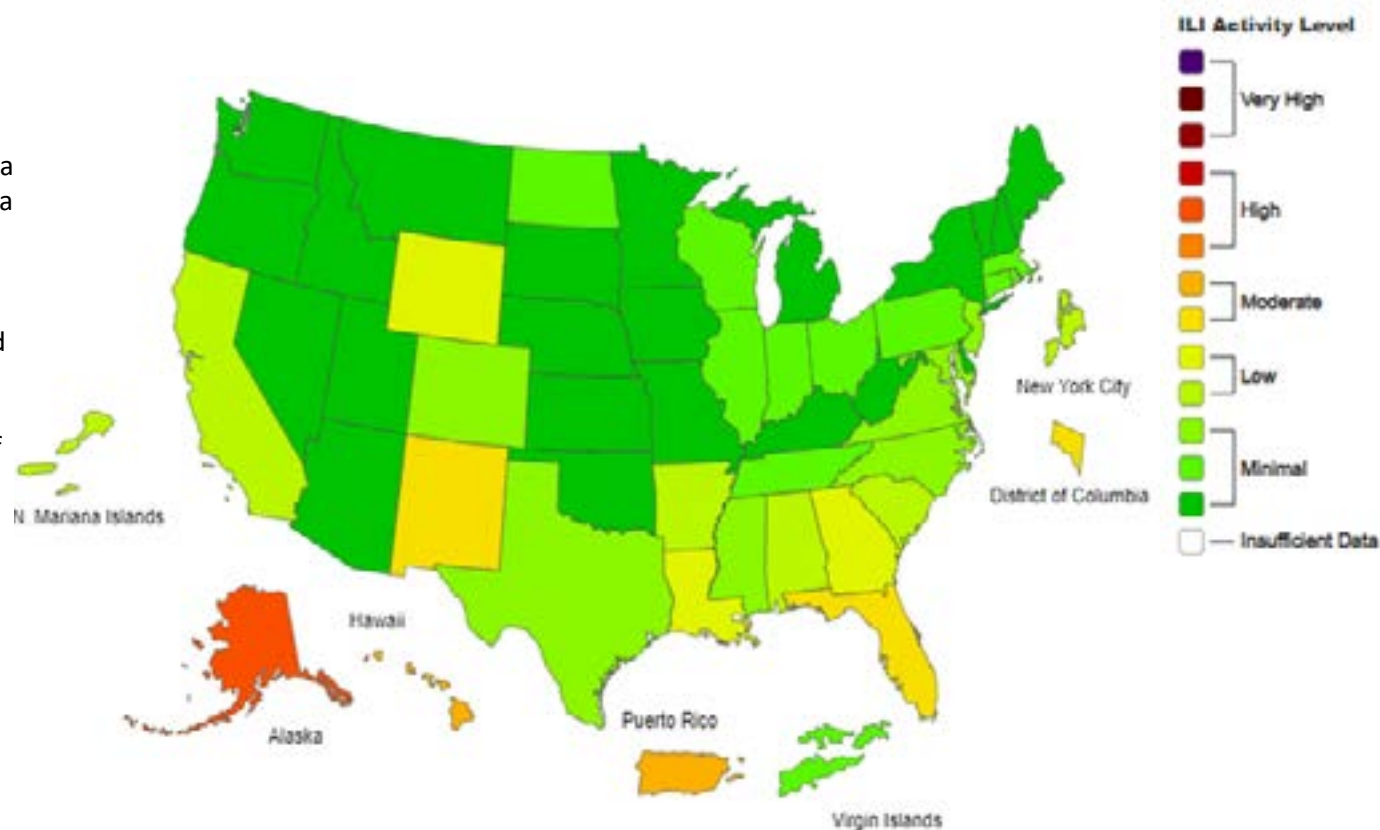 a
a
d
ILI Activity Level
Very High
High
Moderate
Low
Minimal
Insufficient Data
New York City
District of Columbia
N. Mariana Islands
Hawaii
Alaska
Puerto Rico
Virgin Islands